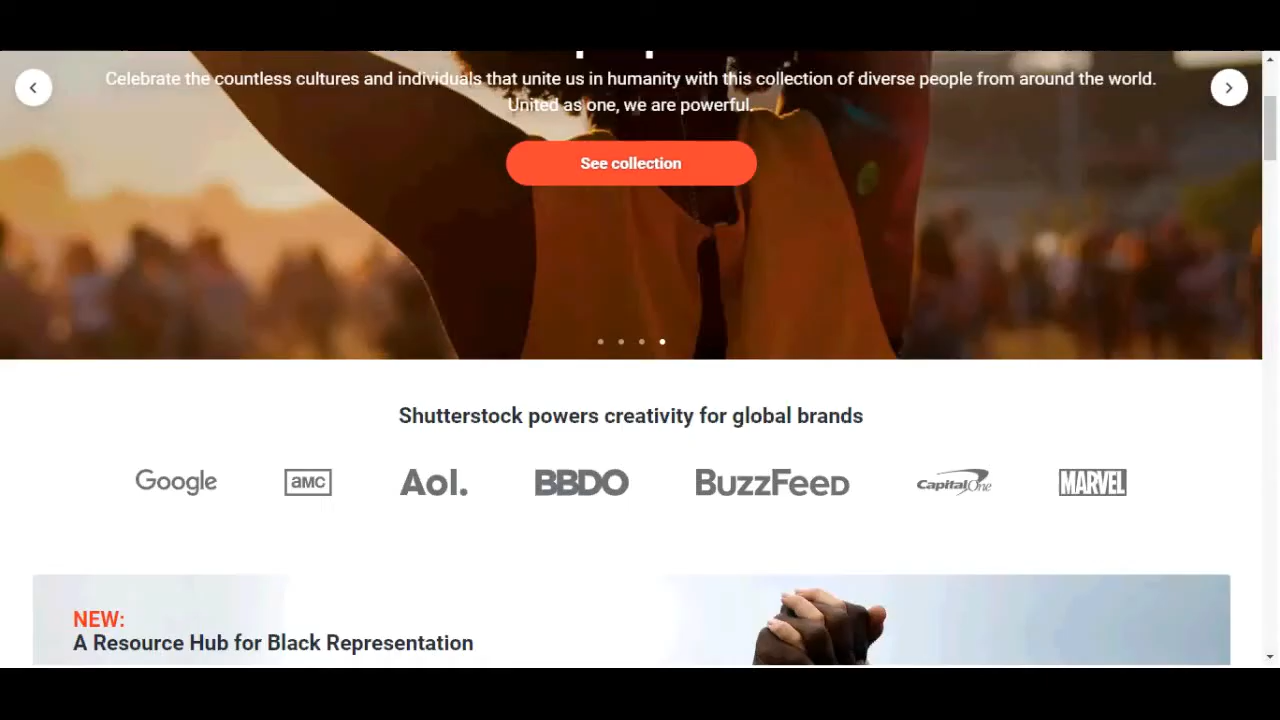 Celebrate the countless cultures and individuals that unite us in humanity with this collection of diverse people from around the world.
United as one, we are powerful.
See collection
Shutterstock powers creativity for global brands
Google
aMC
Aol.
BBDO
BuzzFeeD
Capital One
MARVEL
NEW:
A Resource Hub for Black Representation